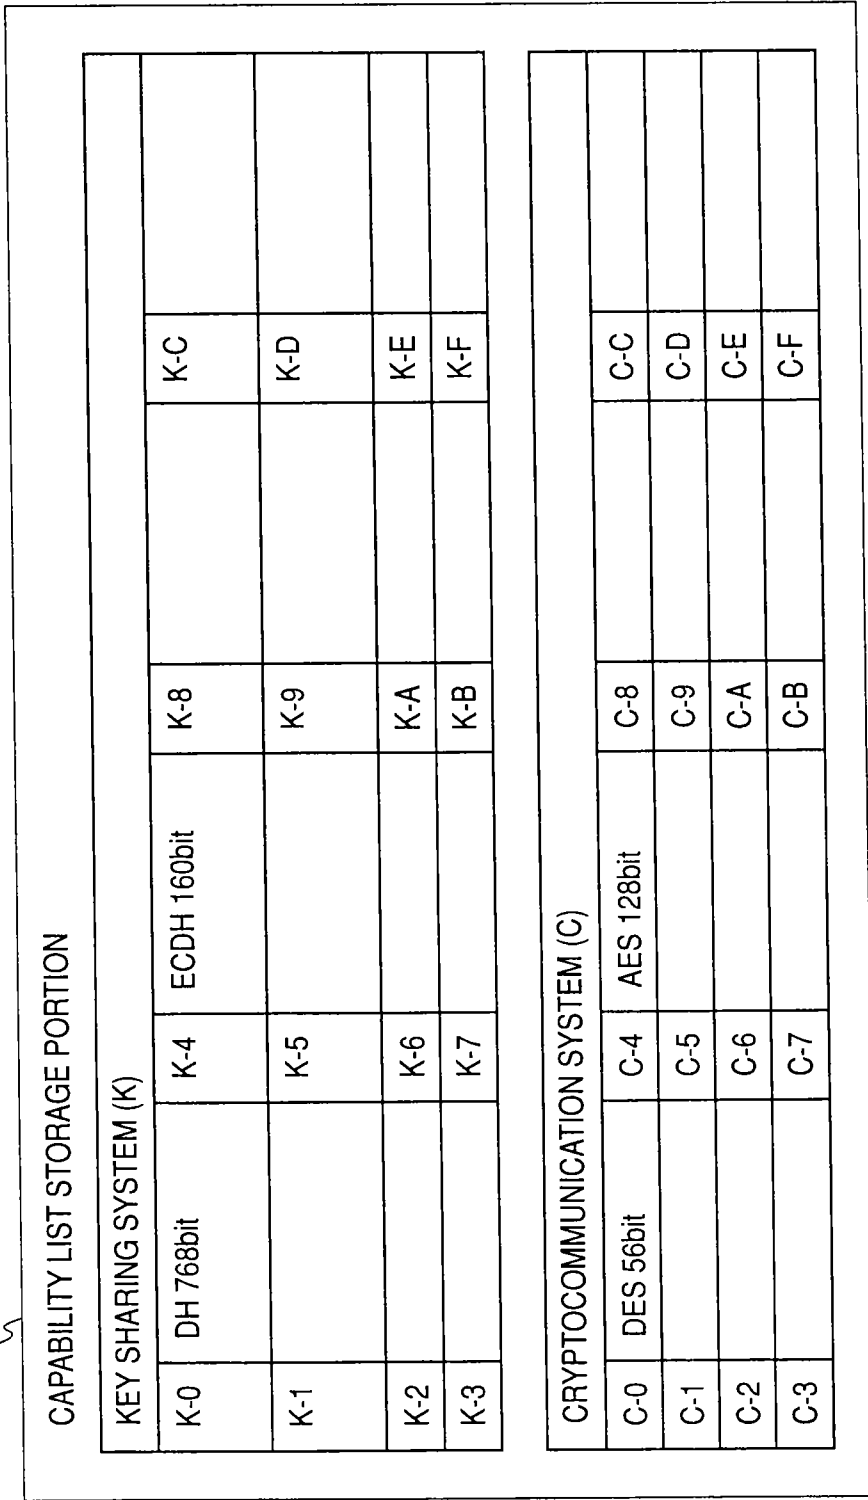 CAPABILITY LIST STORAGE PORTION
KEY SHARING SYSTEM (K)
K-0 DH 768bit K-4 ECDH 160bit K-8 K-C
K-1 K-5 K-9 K-D
K-2 K-6 K-A K-E
K-3 K-7 K-B K-F
CRYPTOCOMMUNICATION SYSTEM (C)
C-0 DES 56bit C-4 AES 128bit C-8 C-C
C-1 C-5 C-9 C-D
C-2 C-6 C-A C-E
C-3 C-7 C-B C-F